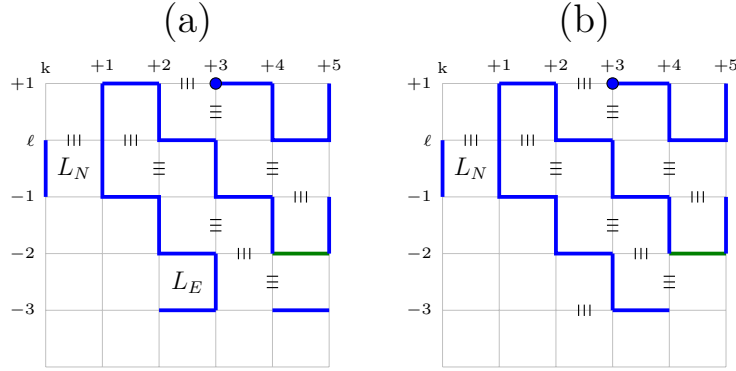 (a) (b)
k +1 +2 +3 +4 +5 k +1 +2 +3 +4 +5
+1 +1
ℓ ℓ
L_N L_N
−1 −1
−2 −2
L_E
−3 −3